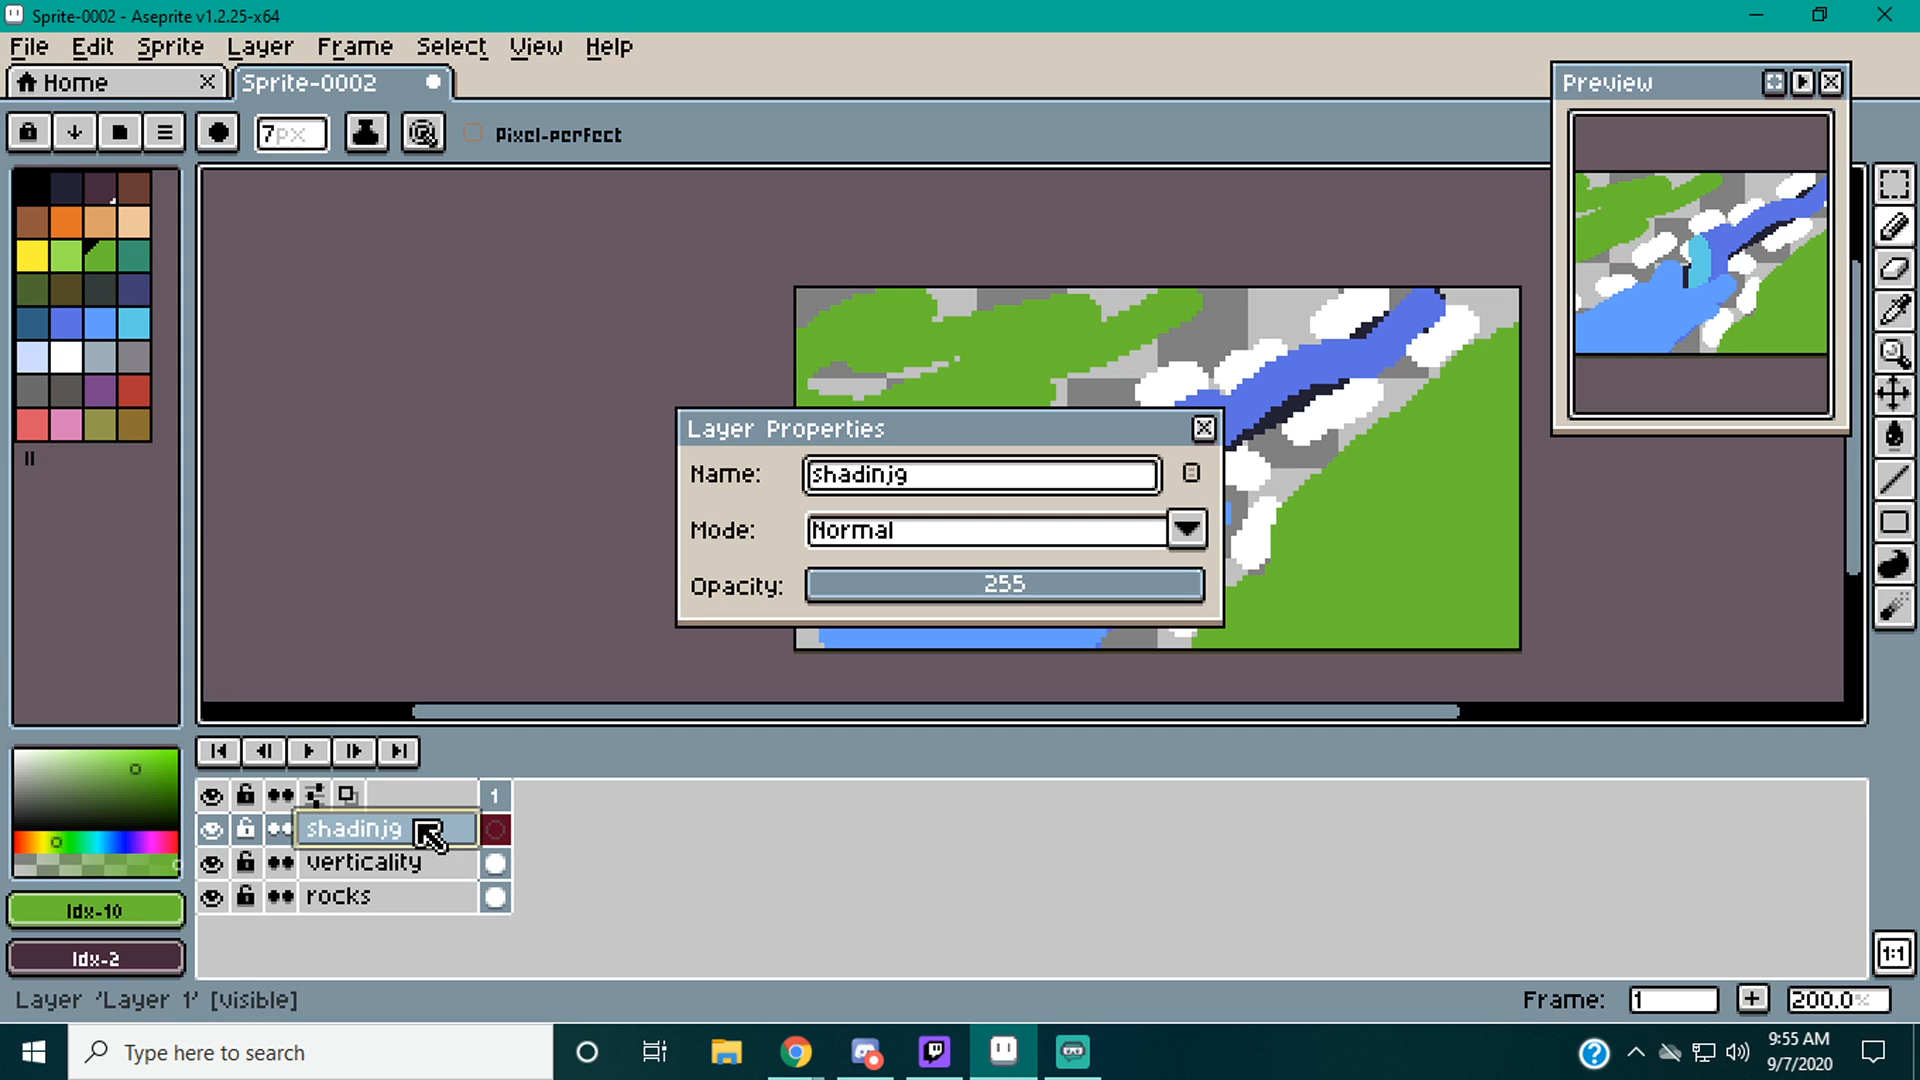 Sprite-0002 - Aseprite v1.2.25-x64
File Edit Sprite Layer Frame Select View Help
Home Sprite-0002
Preview
7px Pixel-perfect
Layer Properties
Name: shadinjg
Mode: Normal
Opacity: 255
1
shadinjg
verticality
rocks
Idx-10
Idx-2
1:1
Layer 'Layer 1' [visible]
Frame: 1 + 200.0%
Type here to search
9:55 AM
9/7/2020